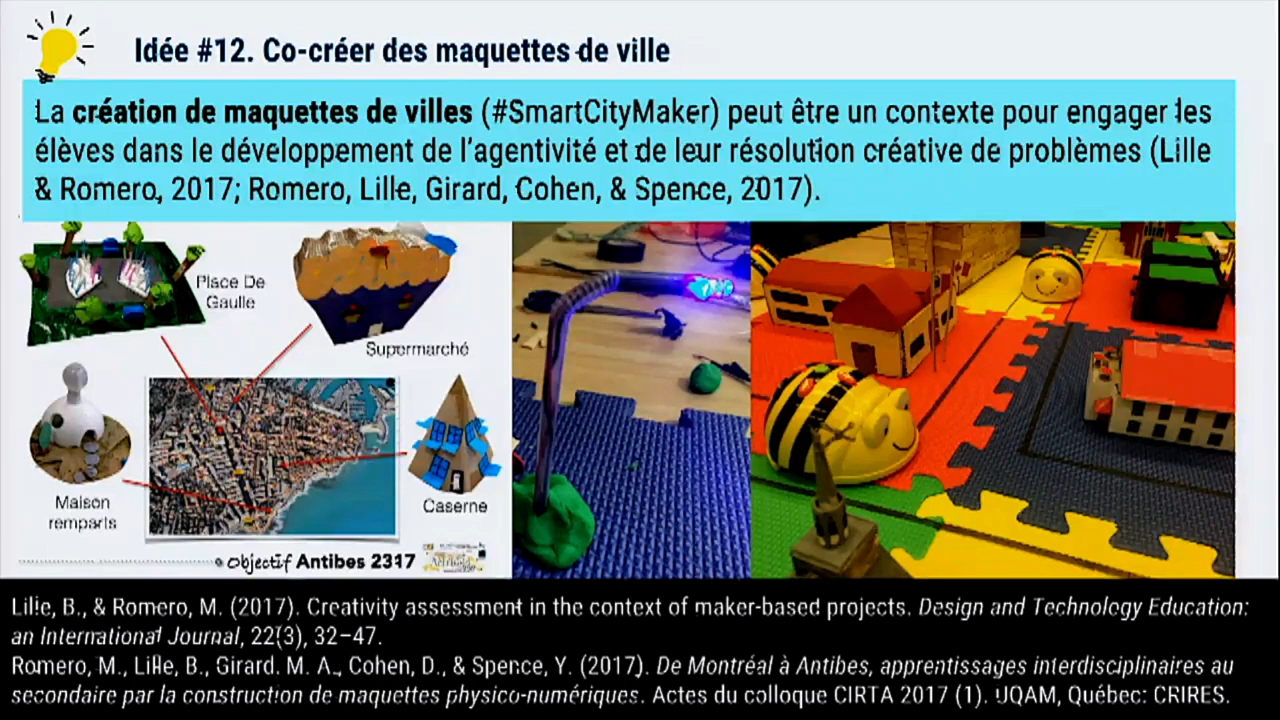 Idée #12. Co-créer des maquettes de ville
La création de maquettes de villes (#SmartCityMaker) peut être un contexte pour engager les
élèves dans le développement de l'agentivité et de leur résolution créative de problèmes (Lille
& Romero, 2017; Romero, Lille, Girard, Cohen, & Spence, 2017).
Place De
Gaulle
Supermarché
Maison
remparts
Caserne
Objectif Antibes 2317
Lille, B., & Romero, M. (2017). Creativity assessment in the context of maker-based projects. Design and Technology Education:
an International Journal, 22(3), 32–47.
Romero, M., Lille, B., Girard. M. A., Cohen, D., & Spence, Y. (2017). De Montréal à Antibes, apprentissages interdisciplinaires au
secondaire par la construction de maquettes physico-numériques. Actes du colloque CIRTA 2017 (1). UQAM, Québec: CRIRES.